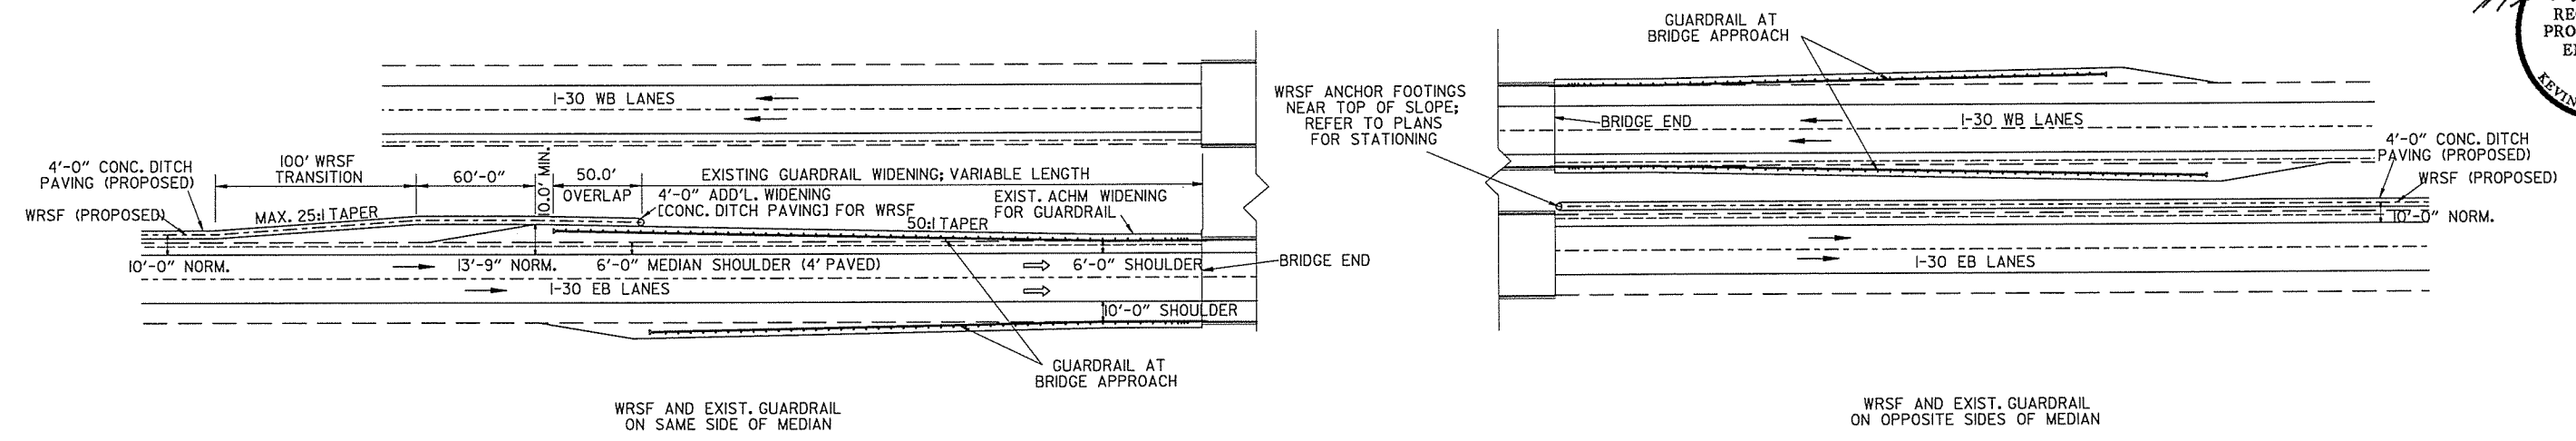 GUARDRAIL AT
BRIDGE APPROACH
I-30 WB LANES
4'-0" CONC. DITCH
PAVING (PROPOSED)
100' WRSF
TRANSITION
60'-0"
10.0' MIN.
50.0'
OVERLAP
EXISTING GUARDRAIL WIDENING; VARIABLE LENGTH
4'-0" ADD'L. WIDENING
[CONC. DITCH PAVING] FOR WRSF
EXIST. ACHM WIDENING
FOR GUARDRAIL
WRSF (PROPOSED)
MAX. 25:1 TAPER
50:1 TAPER
10'-0" NORM.
13'-9" NORM.
6'-0" MEDIAN SHOULDER (4' PAVED)
6'-0" SHOULDER
BRIDGE END
I-30 EB LANES
10'-0" SHOULDER
GUARDRAIL AT
BRIDGE APPROACH
WRSF AND EXIST. GUARDRAIL
ON SAME SIDE OF MEDIAN
WRSF ANCHOR FOOTINGS
NEAR TOP OF SLOPE;
REFER TO PLANS
FOR STATIONING
BRIDGE END
I-30 WB LANES
4'-0" CONC. DITCH
PAVING (PROPOSED)
WRSF (PROPOSED)
10'-0" NORM.
I-30 EB LANES
WRSF AND EXIST. GUARDRAIL
ON OPPOSITE SIDES OF MEDIAN
KEVIN